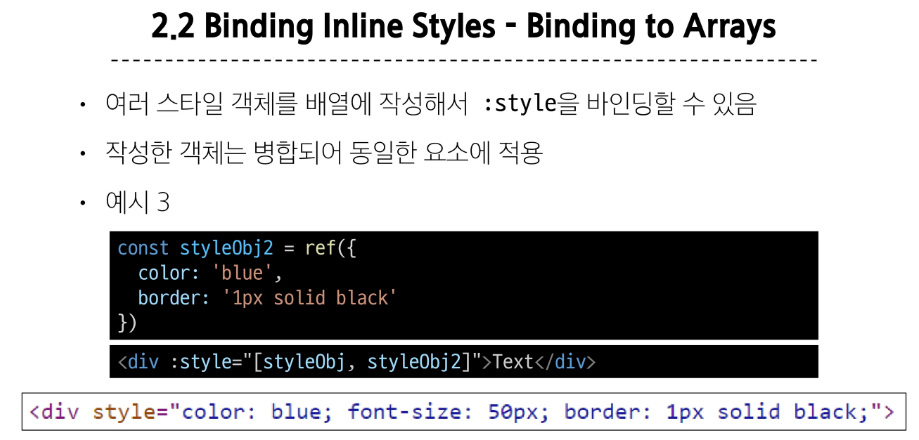 2.2 Binding Inline Styles - Binding to Arrays
• 여러 스타일 객체를 배열에 작성해서 :style을 바인딩할 수 있음
• 작성한 객체는 병합되어 동일한 요소에 적용
• 예시 3
const styleObj2 = ref({
  color: 'blue',
  border: '1px solid black'
})
<div :style="[styleObj, styleObj2]">Text</div>
<div style="color: blue; font-size: 50px; border: 1px solid black;">